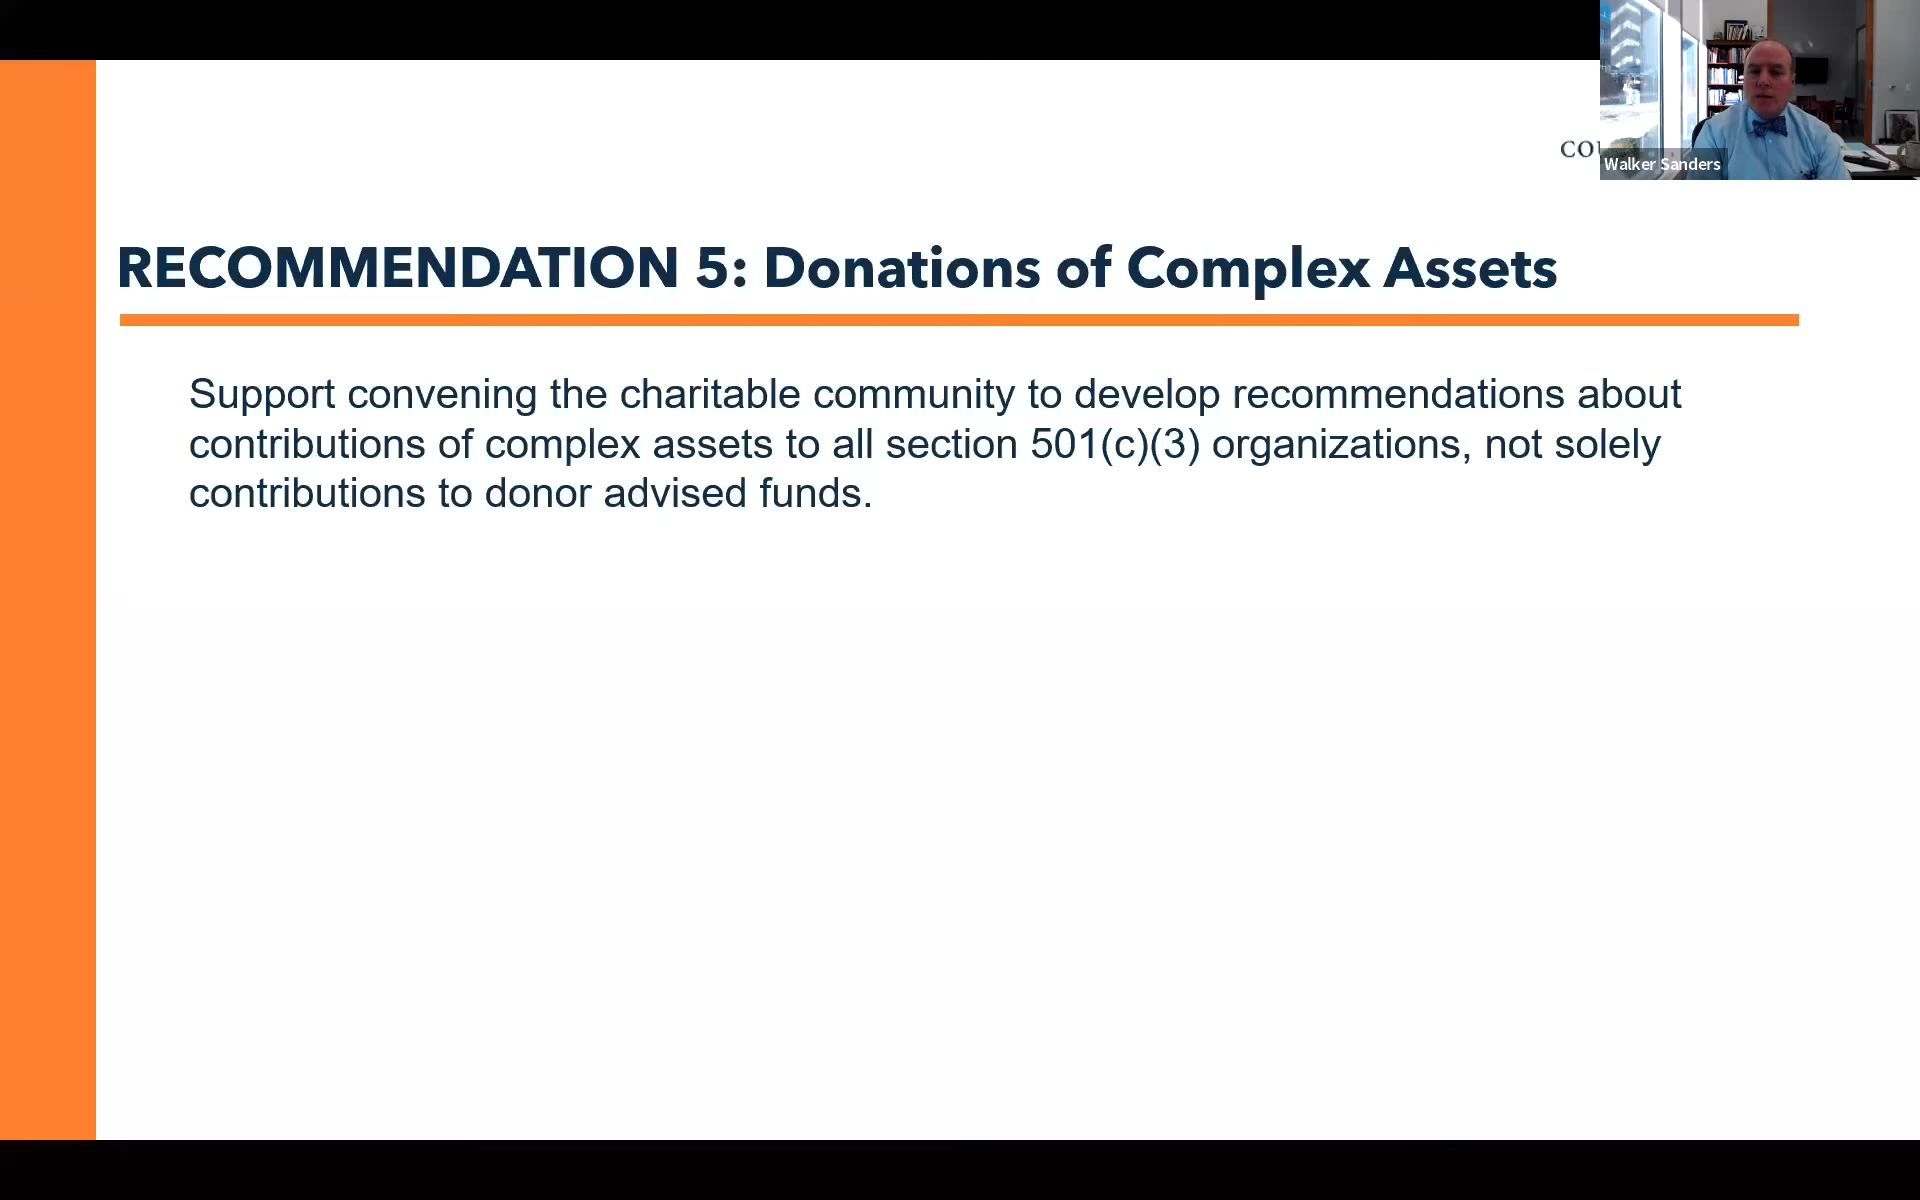 Walker Sanders
RECOMMENDATION 5: Donations of Complex Assets
Support convening the charitable community to develop recommendations about
contributions of complex assets to all section 501(c)(3) organizations, not solely
contributions to donor advised funds.